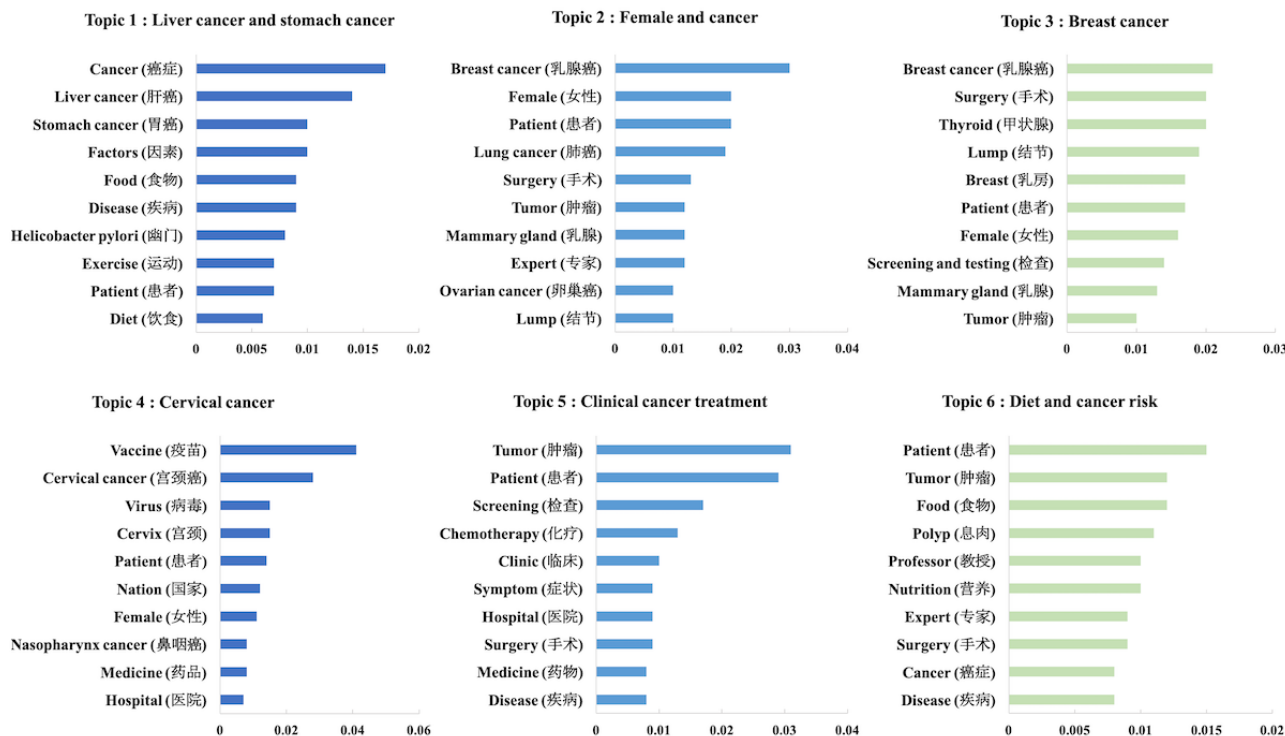 Topic 1 : Liver cancer and stomach cancer
Cancer (癌症)
Liver cancer (肝癌)
Stomach cancer (胃癌)
Factors (因素)
Food (食物)
Disease (疾病)
Helicobacter pylori (幽门)
Exercise (运动)
Patient (患者)
Diet (饮食)
0 0.005 0.01 0.015 0.02
Topic 2 : Female and cancer
Breast cancer (乳腺癌)
Female (女性)
Patient (患者)
Lung cancer (肺癌)
Surgery (手术)
Tumor (肿瘤)
Mammary gland (乳腺)
Expert (专家)
Ovarian cancer (卵巢癌)
Lump (结节)
0 0.01 0.02 0.03 0.04
Topic 3 : Breast cancer
Breast cancer (乳腺癌)
Surgery (手术)
Thyroid (甲状腺)
Lump (结节)
Breast (乳房)
Patient (患者)
Female (女性)
Screening and testing (检查)
Mammary gland (乳腺)
Tumor (肿瘤)
0 0.01 0.02 0.03
Topic 4 : Cervical cancer
Vaccine (疫苗)
Cervical cancer (宫颈癌)
Virus (病毒)
Cervix (宫颈)
Patient (患者)
Nation (国家)
Female (女性)
Nasopharynx cancer (鼻咽癌)
Medicine (药品)
Hospital (医院)
0 0.02 0.04 0.06
Topic 5 : Clinical cancer treatment
Tumor (肿瘤)
Patient (患者)
Screening (检查)
Chemotherapy (化疗)
Clinic (临床)
Symptom (症状)
Hospital (医院)
Surgery (手术)
Medicine (药物)
Disease (疾病)
0 0.01 0.02 0.03 0.04
Topic 6 : Diet and cancer risk
Patient (患者)
Tumor (肿瘤)
Food (食物)
Polyp (息肉)
Professor (教授)
Nutrition (营养)
Expert (专家)
Surgery (手术)
Cancer (癌症)
Disease (疾病)
0 0.005 0.01 0.015 0.02